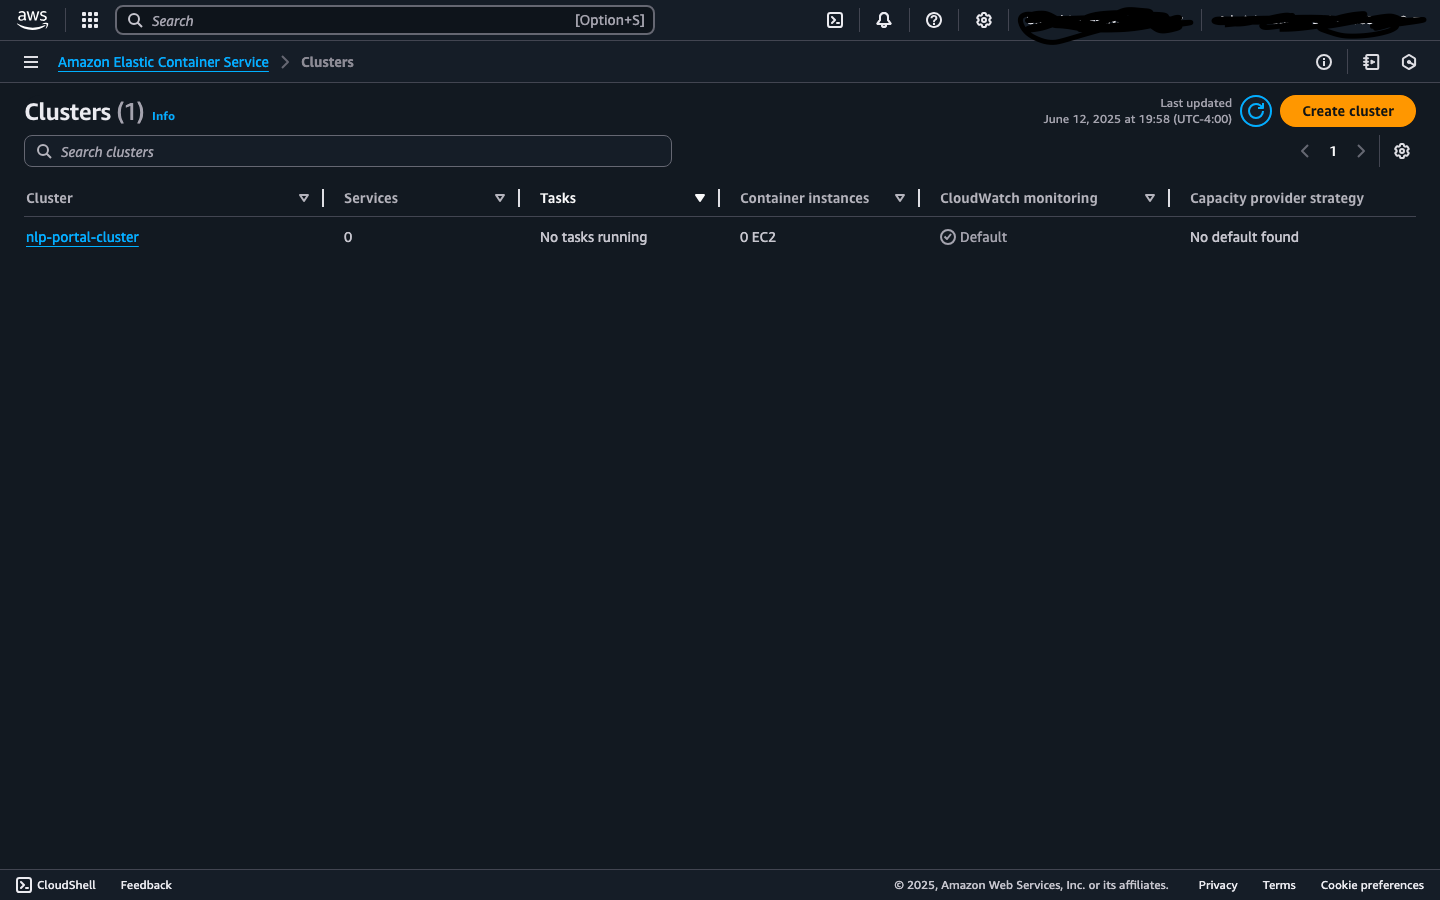 aws
Search [Option+S]
Amazon Elastic Container Service > Clusters
Clusters (1) Info
Last updated
June 12, 2025 at 19:58 (UTC-4:00)
Create cluster
Search clusters
1
Cluster Services Tasks Container instances CloudWatch monitoring Capacity provider strategy
nlp-portal-cluster 0 No tasks running 0 EC2 Default No default found
CloudShell Feedback © 2025, Amazon Web Services, Inc. or its affiliates. Privacy Terms Cookie preferences